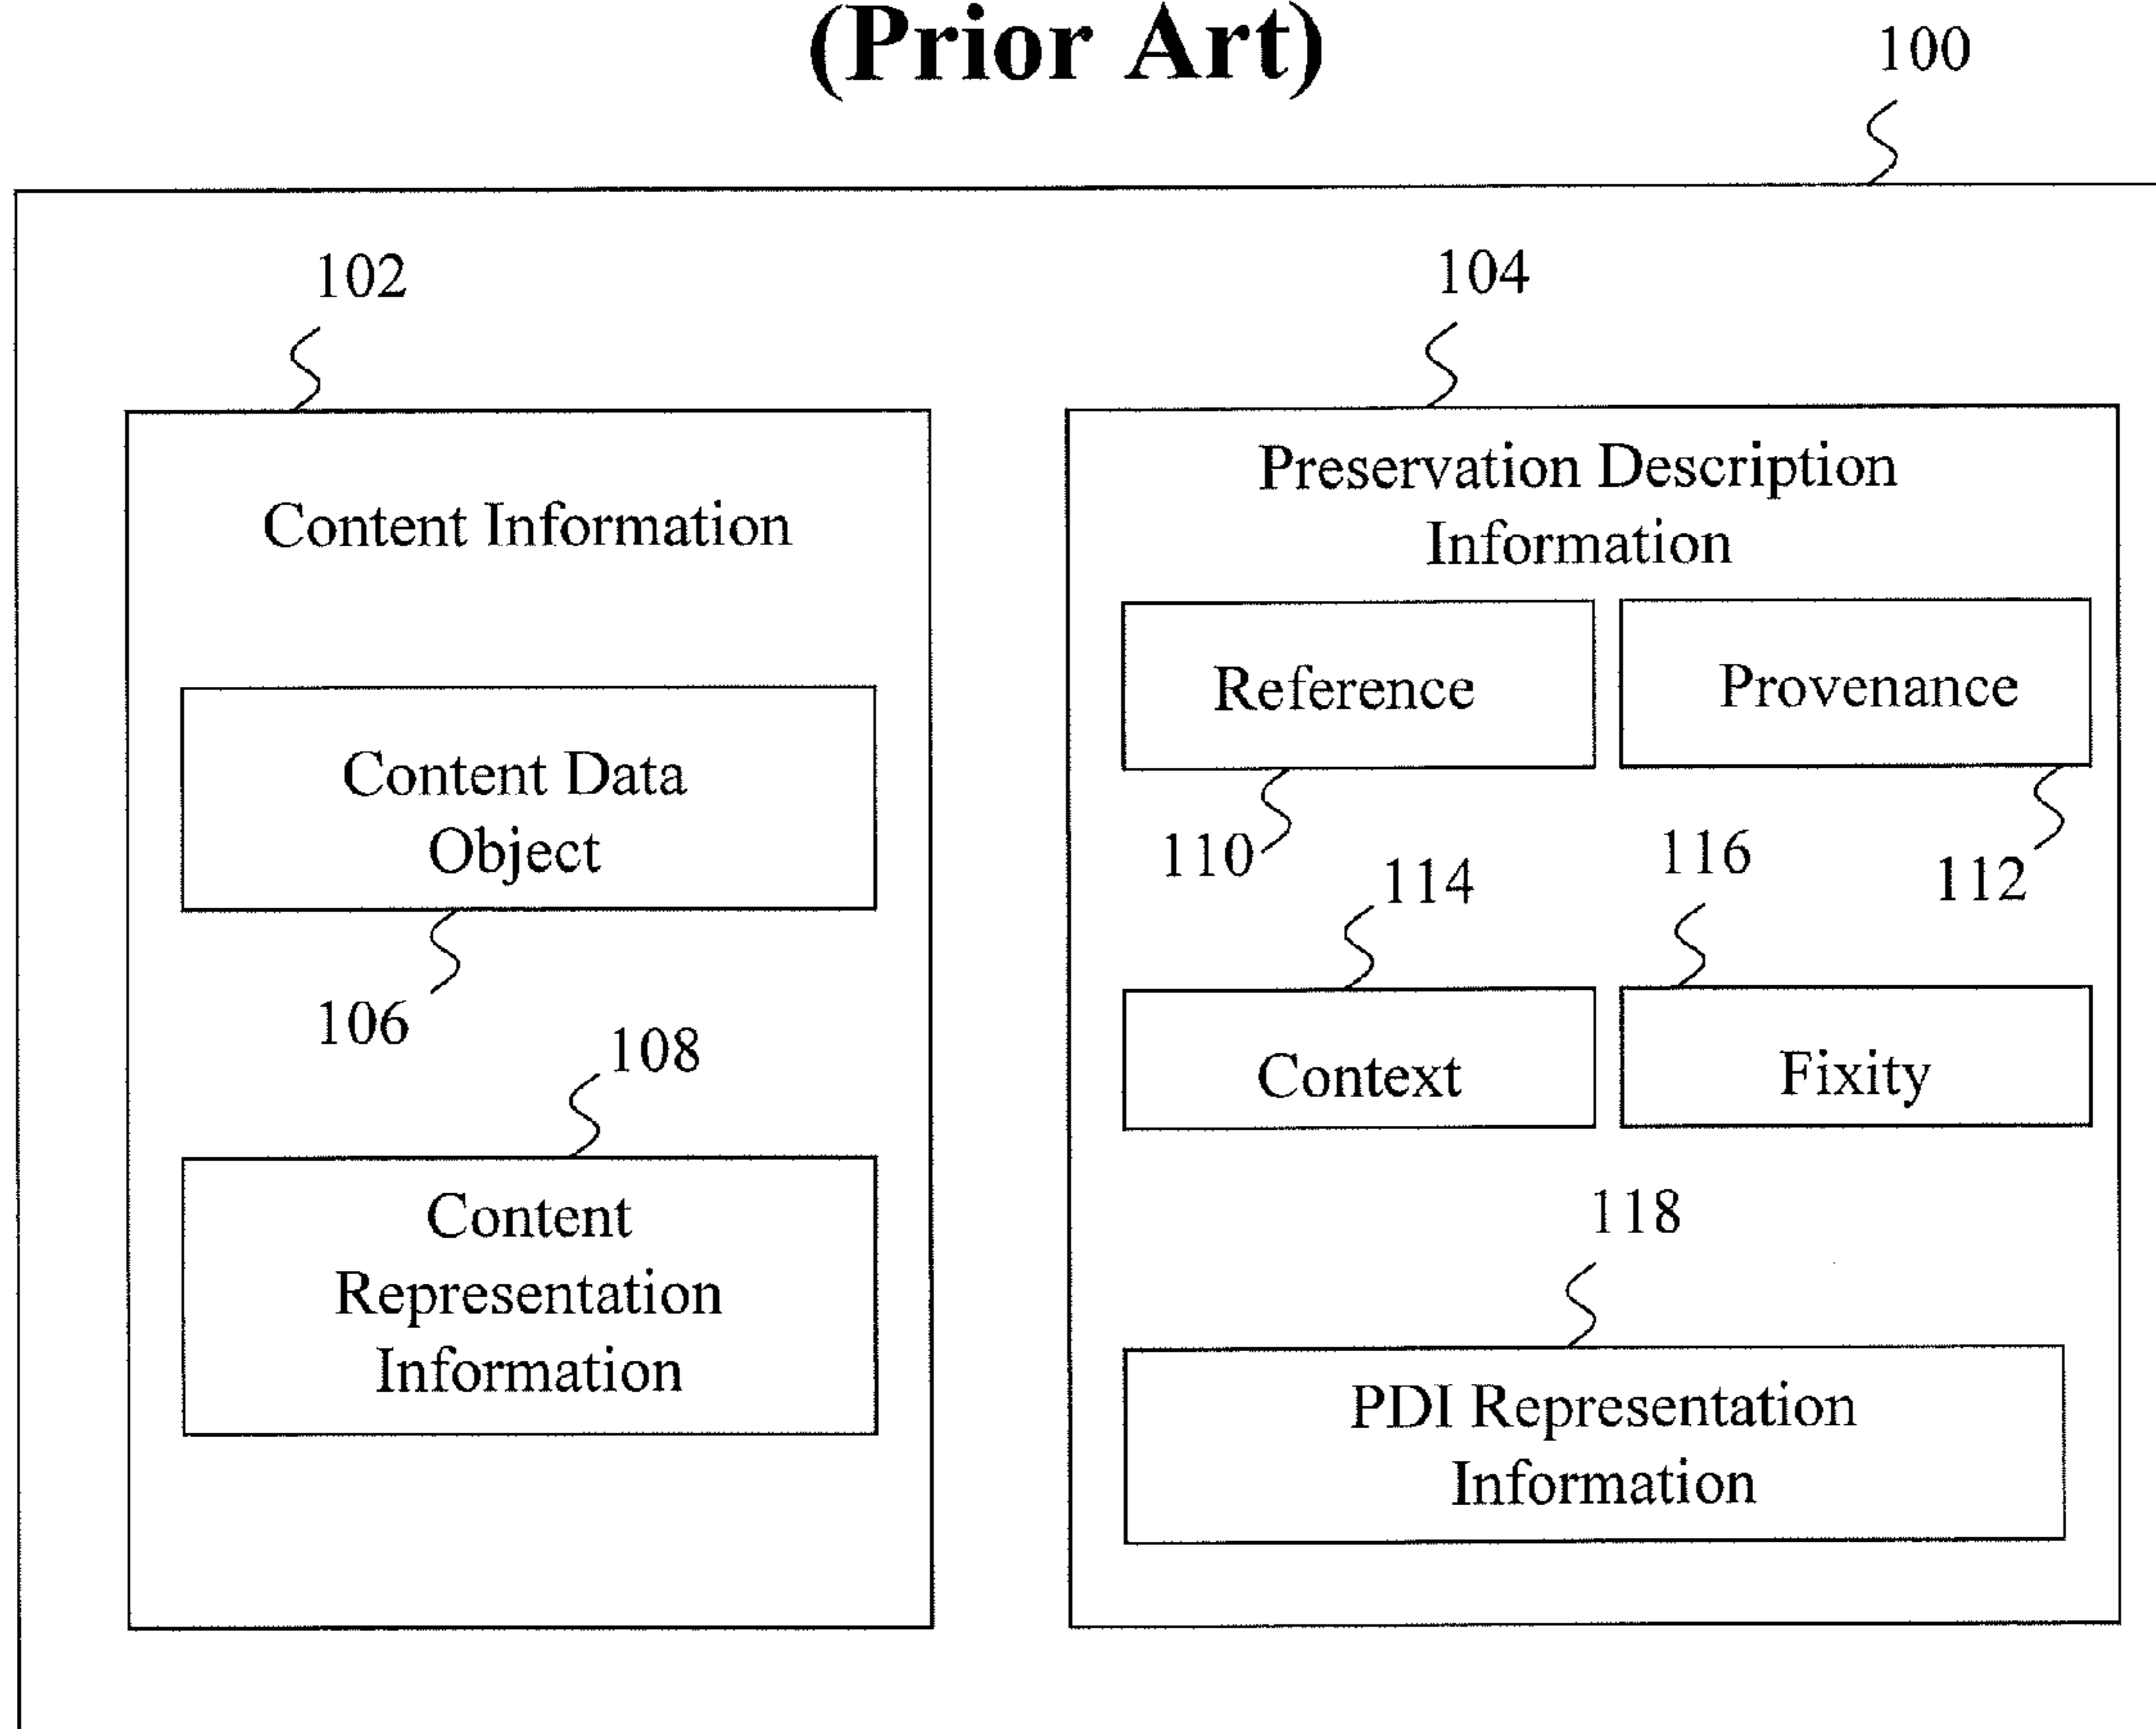 (Prior Art)
100
102
104
Content Information
Content Data
Object
106
108
Content
Representation
Information
Preservation Description
Information
Reference
Provenance
110
112
114
116
Context
Fixity
118
PDI Representation
Information